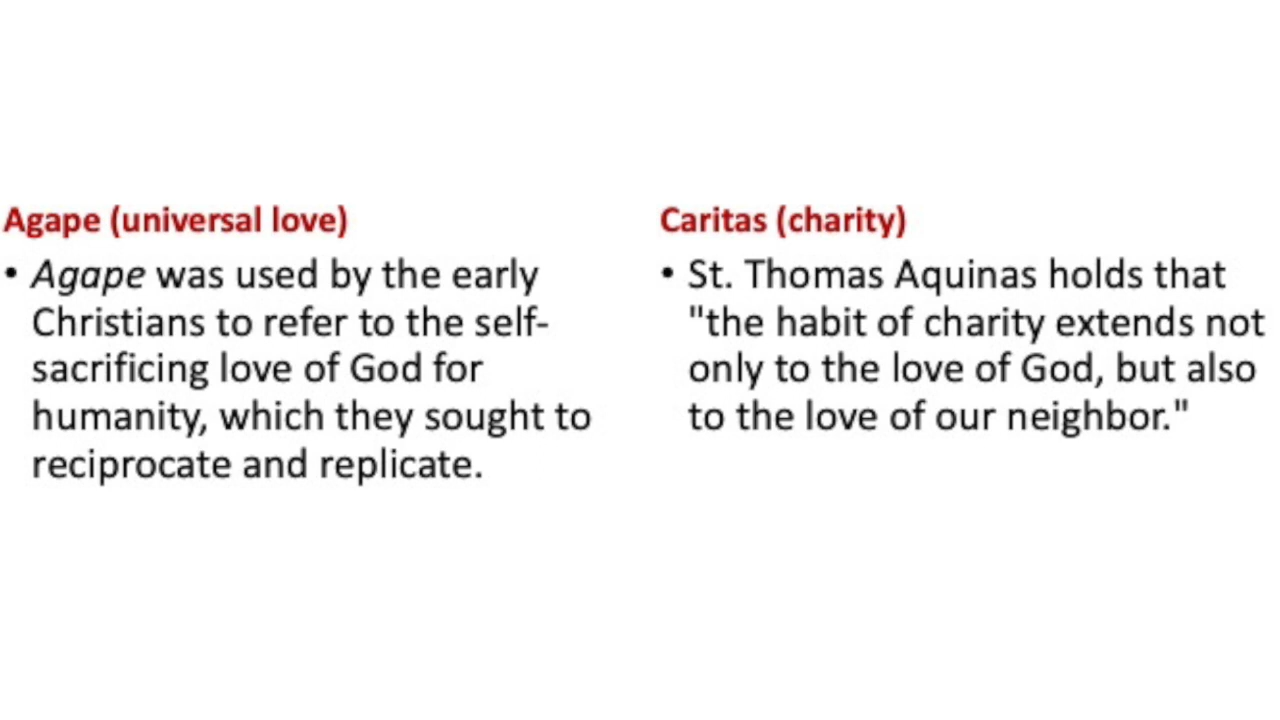 Agape (universal love)
• Agape was used by the early
Christians to refer to the self-
sacrificing love of God for
humanity, which they sought to
reciprocate and replicate.
Caritas (charity)
• St. Thomas Aquinas holds that
"the habit of charity extends not
only to the love of God, but also
to the love of our neighbor."